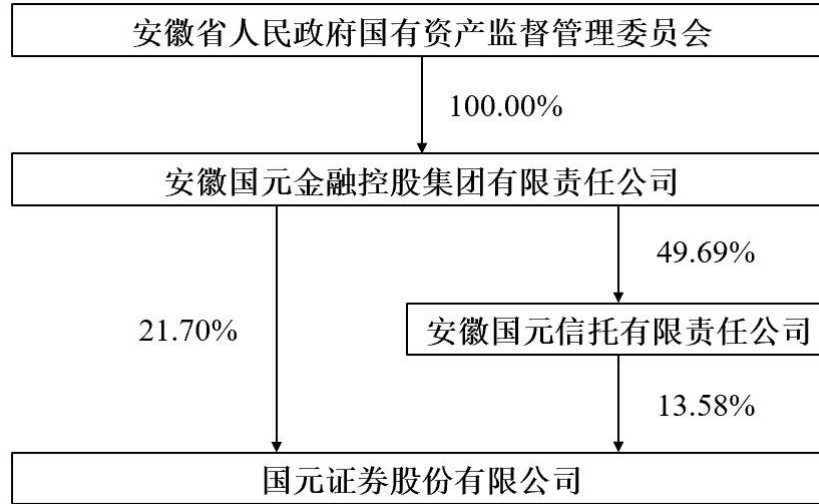 安徽省人民政府国有资产监督管理委员会
100.00%
安徽国元金融控股集团有限责任公司
49.69%
21.70%
安徽国元信托有限责任公司
13.58%
国元证券股份有限公司